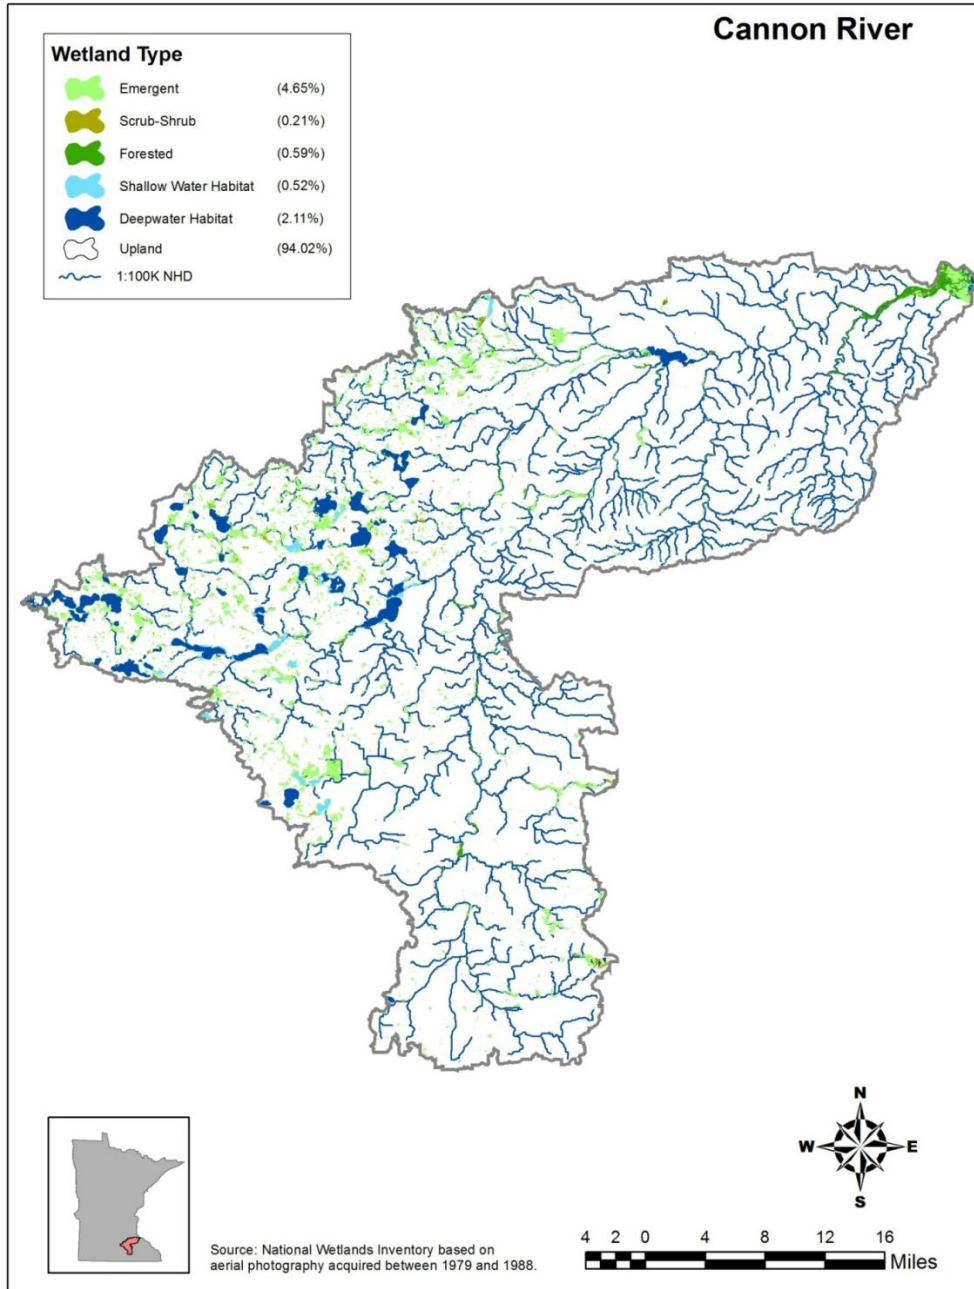 Cannon River
Wetland Type
Emergent (4.65%)
Scrub-Shrub (0.21%)
Forested (0.59%)
Shallow Water Habitat (0.52%)
Deepwater Habitat (2.11%)
Upland (94.02%)
1:100K NHD
N
W E
S
Source: National Wetlands Inventory based on
aerial photography acquired between 1979 and 1988.
4 2 0 4 8 12 16
Miles